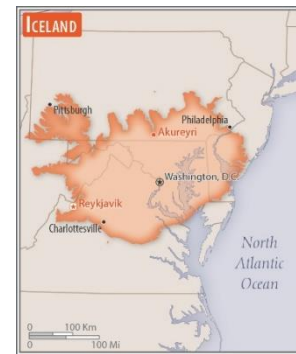 ICELAND
Pittsburgh
Philadelphia
Akureyri
Washington, D.C.
Reykjavík
Charlottesville
North
Atlantic
Ocean
0 100 Km
0 100 Mi